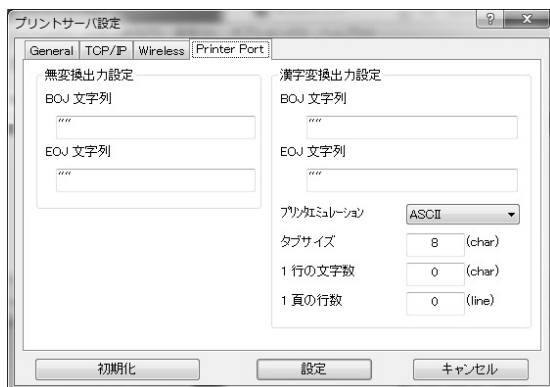 プリントサーバ設定
General TCP/IP Wireless Printer Port
無変換出力設定
BOJ 文字列
""
EOJ 文字列
""
漢字変換出力設定
BOJ 文字列
""
EOJ 文字列
""
プリンタエミュレーション ASCII
タブサイズ 8 (char)
1 行の文字数 0 (char)
1 頁の行数 0 (line)
初期化 設定 キャンセル